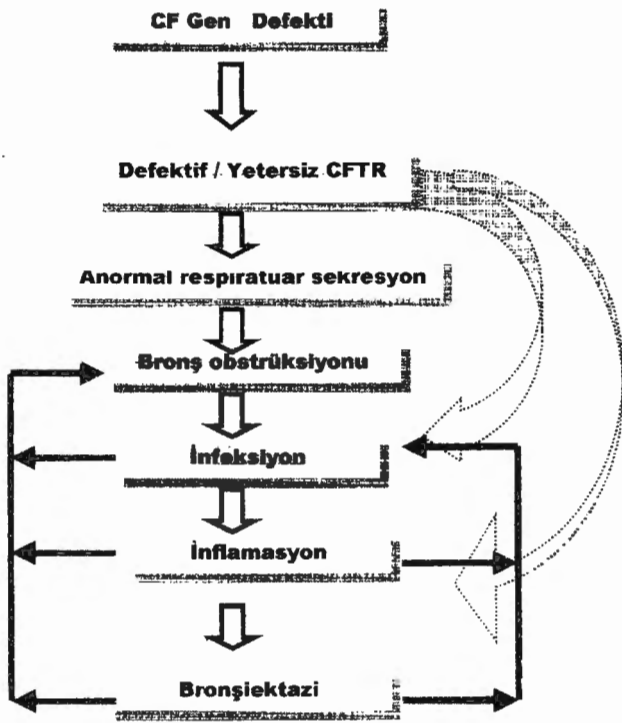 CF Gen Defekti
Defektif / Yetersiz CFTR
Anormal respiratuar sekresyon
Bronş obstrüksiyonu
İnfeksiyon
İnflamasyon
Bronşiektazi